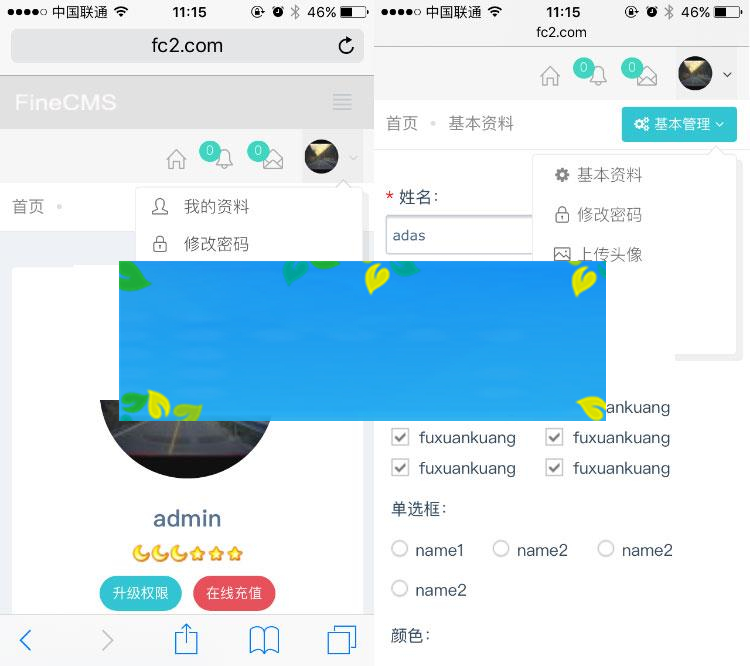 中国联通 11:15 46%
fc2.com
FineCMS
0 0
首页
我的资料
修改密码
admin
升级权限 在线充值
中国联通 11:15 46%
fc2.com
0 0
首页 基本资料 基本管理
基本资料
修改密码
上传头像
* 姓名：
adas
ankuang
fuxuankuang fuxuankuang
fuxuankuang fuxuankuang
单选框：
name1 name2 name2
name2
颜色：